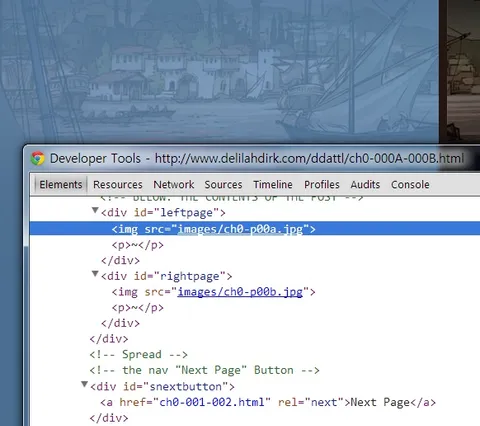 Developer Tools - http://www.delilahdirk.com/ddattl/ch0-000A-000B.html
Elements Resources Network Sources Timeline Profiles Audits Console
<!-- BELOW: THE CONTENTS OF THE POST -->
<div id="leftpage">
<img src="images/ch0-p00a.jpg">
<p>~</p>
</div>
<div id="rightpage">
<img src="images/ch0-p00b.jpg">
<p>~</p>
</div>
</div>
<!-- Spread -->
<!-- the nav "Next Page" Button -->
<div id="snextbutton">
<a href="ch0-001-002.html" rel="next">Next Page</a>
</div>